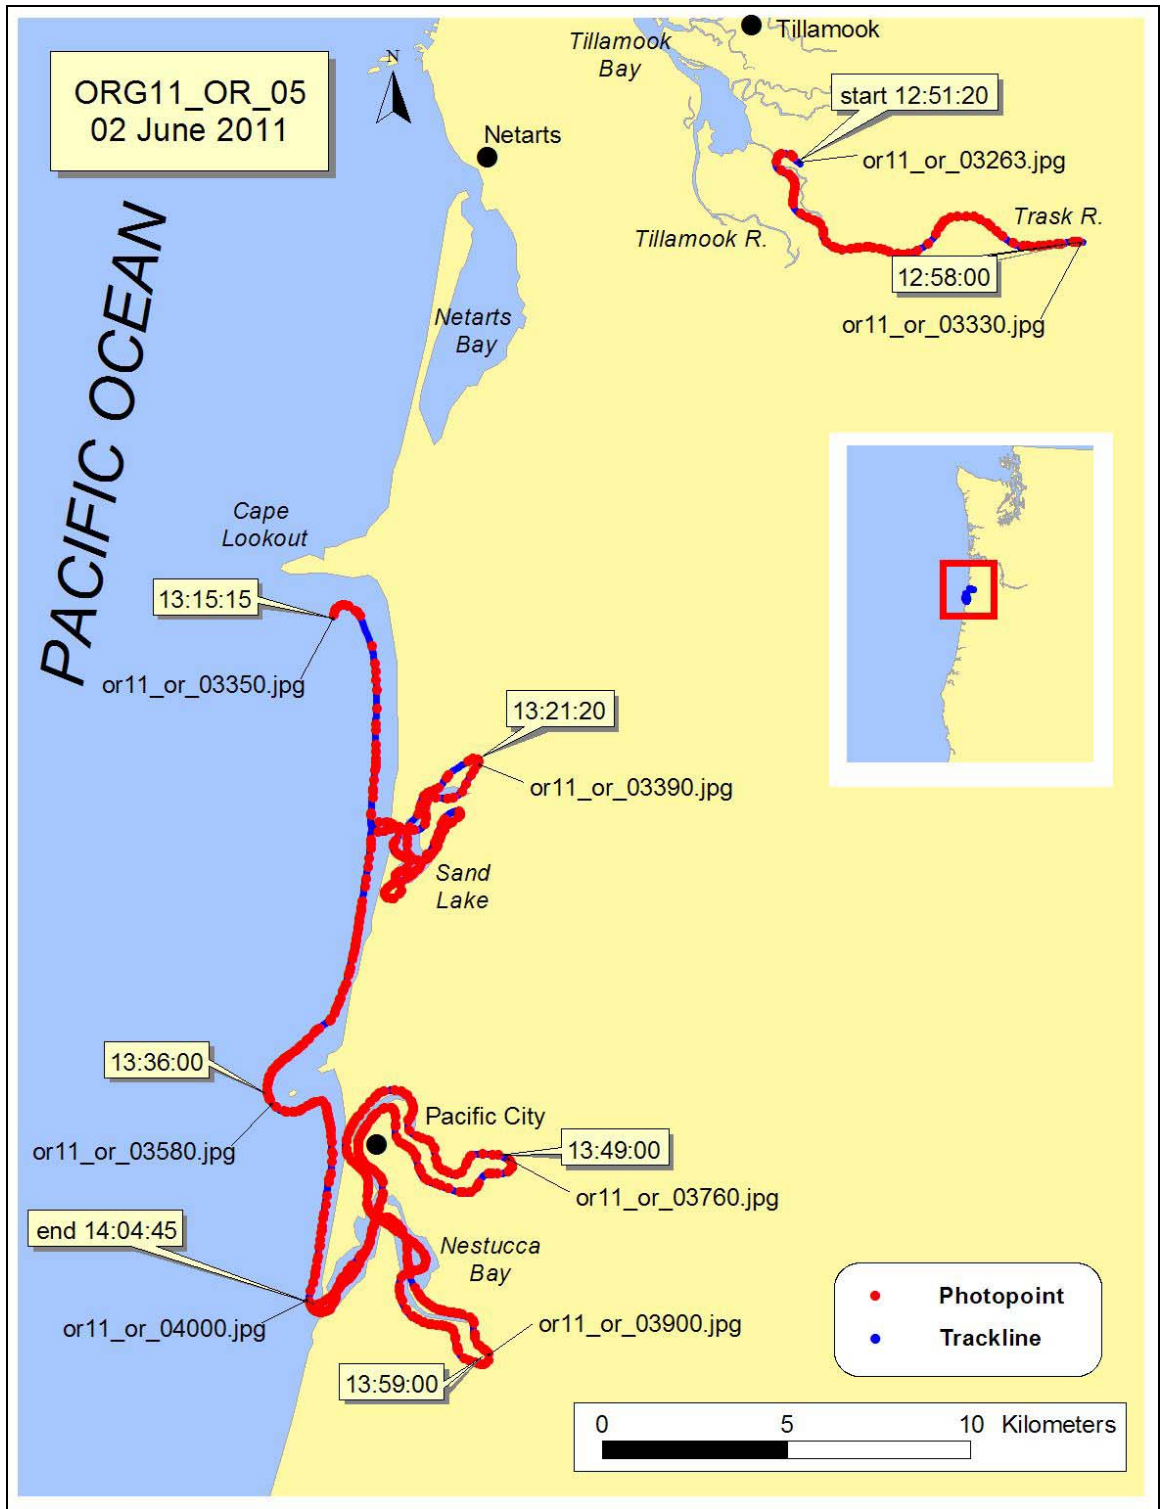 ORG11_OR_05
02 June 2011
N
Tillamook
Tillamook
Bay
start 12:51:20
Netarts
or11_or_03263.jpg
Trask R.
Tillamook R.
12:58:00
or11_or_03330.jpg
PACIFIC OCEAN
Netarts
Bay
Cape
Lookout
13:15:15
or11_or_03350.jpg
13:21:20
or11_or_03390.jpg
Sand
Lake
13:36:00
Pacific City
or11_or_03580.jpg
13:49:00
or11_or_03760.jpg
end 14:04:45
Nestucca
Bay
or11_or_04000.jpg
or11_or_03900.jpg
13:59:00
Photopoint
Trackline
0 5 10 Kilometers